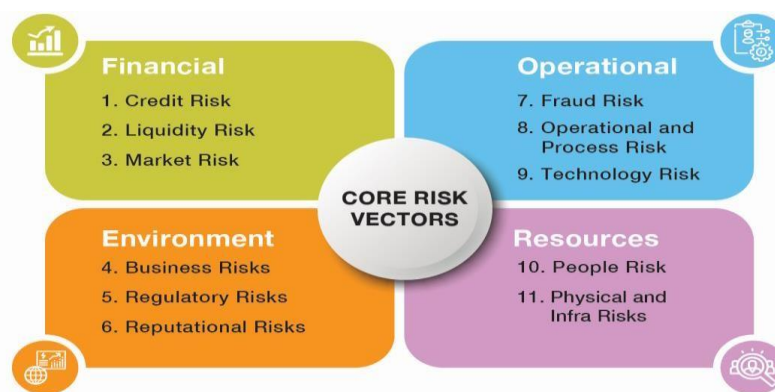 Financial
1. Credit Risk
2. Liquidity Risk
3. Market Risk
Operational
7. Fraud Risk
8. Operational and
Process Risk
9. Technology Risk
CORE RISK
VECTORS
Environment
4. Business Risks
5. Regulatory Risks
6. Reputational Risks
Resources
10. People Risk
11. Physical and
Infra Risks